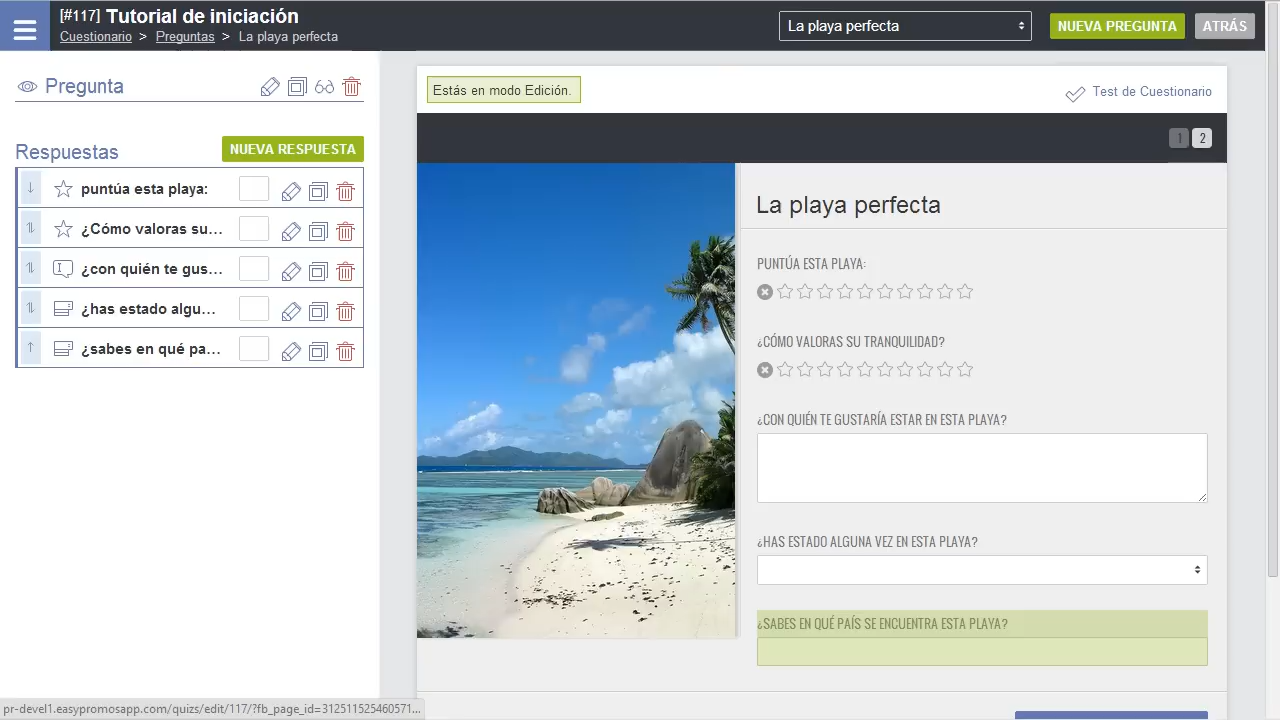 [#117] Tutorial de iniciación
Cuestionario > Preguntas > La playa perfecta
La playa perfecta
NUEVA PREGUNTA
ATRÁS
Pregunta
Respuestas
NUEVA RESPUESTA
puntúa esta playa:
¿Cómo valoras su...
¿con quién te gus...
¿has estado algu...
¿sabes en qué pa...
Estás en modo Edición.
Test de Cuestionario
1 2
La playa perfecta
PUNTÚA ESTA PLAYA:
¿CÓMO VALORAS SU TRANQUILIDAD?
¿CON QUIÉN TE GUSTARÍA ESTAR EN ESTA PLAYA?
¿HAS ESTADO ALGUNA VEZ EN ESTA PLAYA?
¿SABES EN QUÉ PAÍS SE ENCUENTRA ESTA PLAYA?
pr-devel1.easypromosapp.com/quizs/edit/117/?fb_page_id=312511525460571...